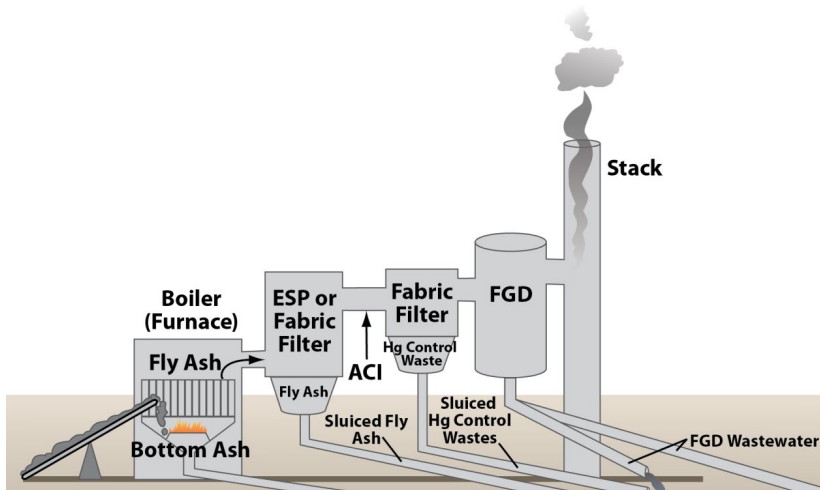 Stack
Boiler
(Furnace)
ESP or
Fabric
Filter
Fabric
Filter
FGD
Fly Ash
ACI
Hg Control
Waste
Fly Ash
Bottom Ash
Sluiced Fly
Ash
Sluiced
Hg Control
Wastes
FGD Wastewater